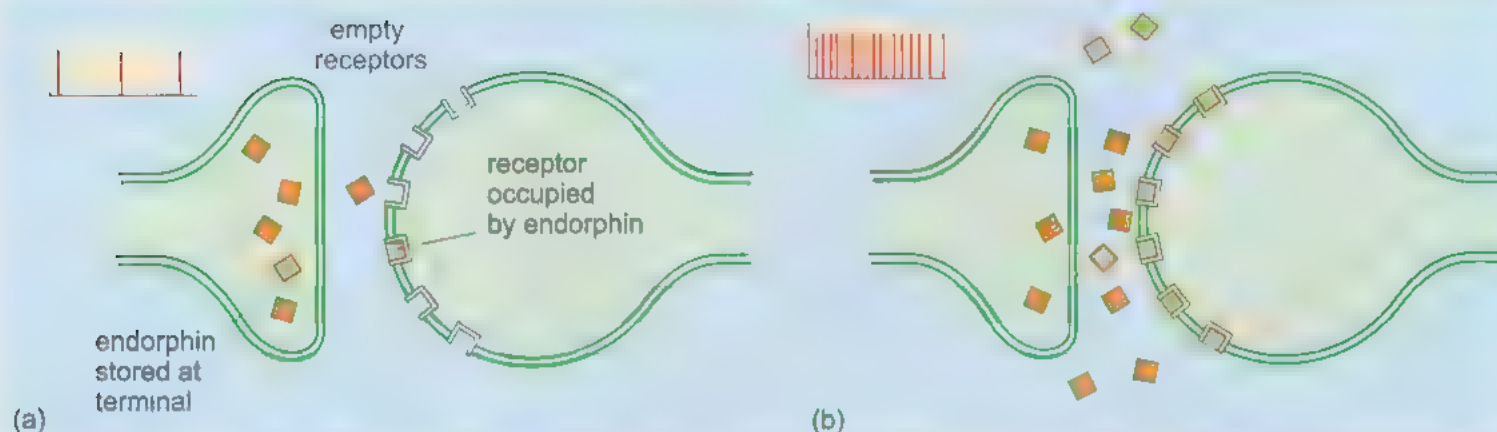 empty
receptors
receptor
occupied
by endorphin
endorphin
stored at
terminal
(a)
(b)